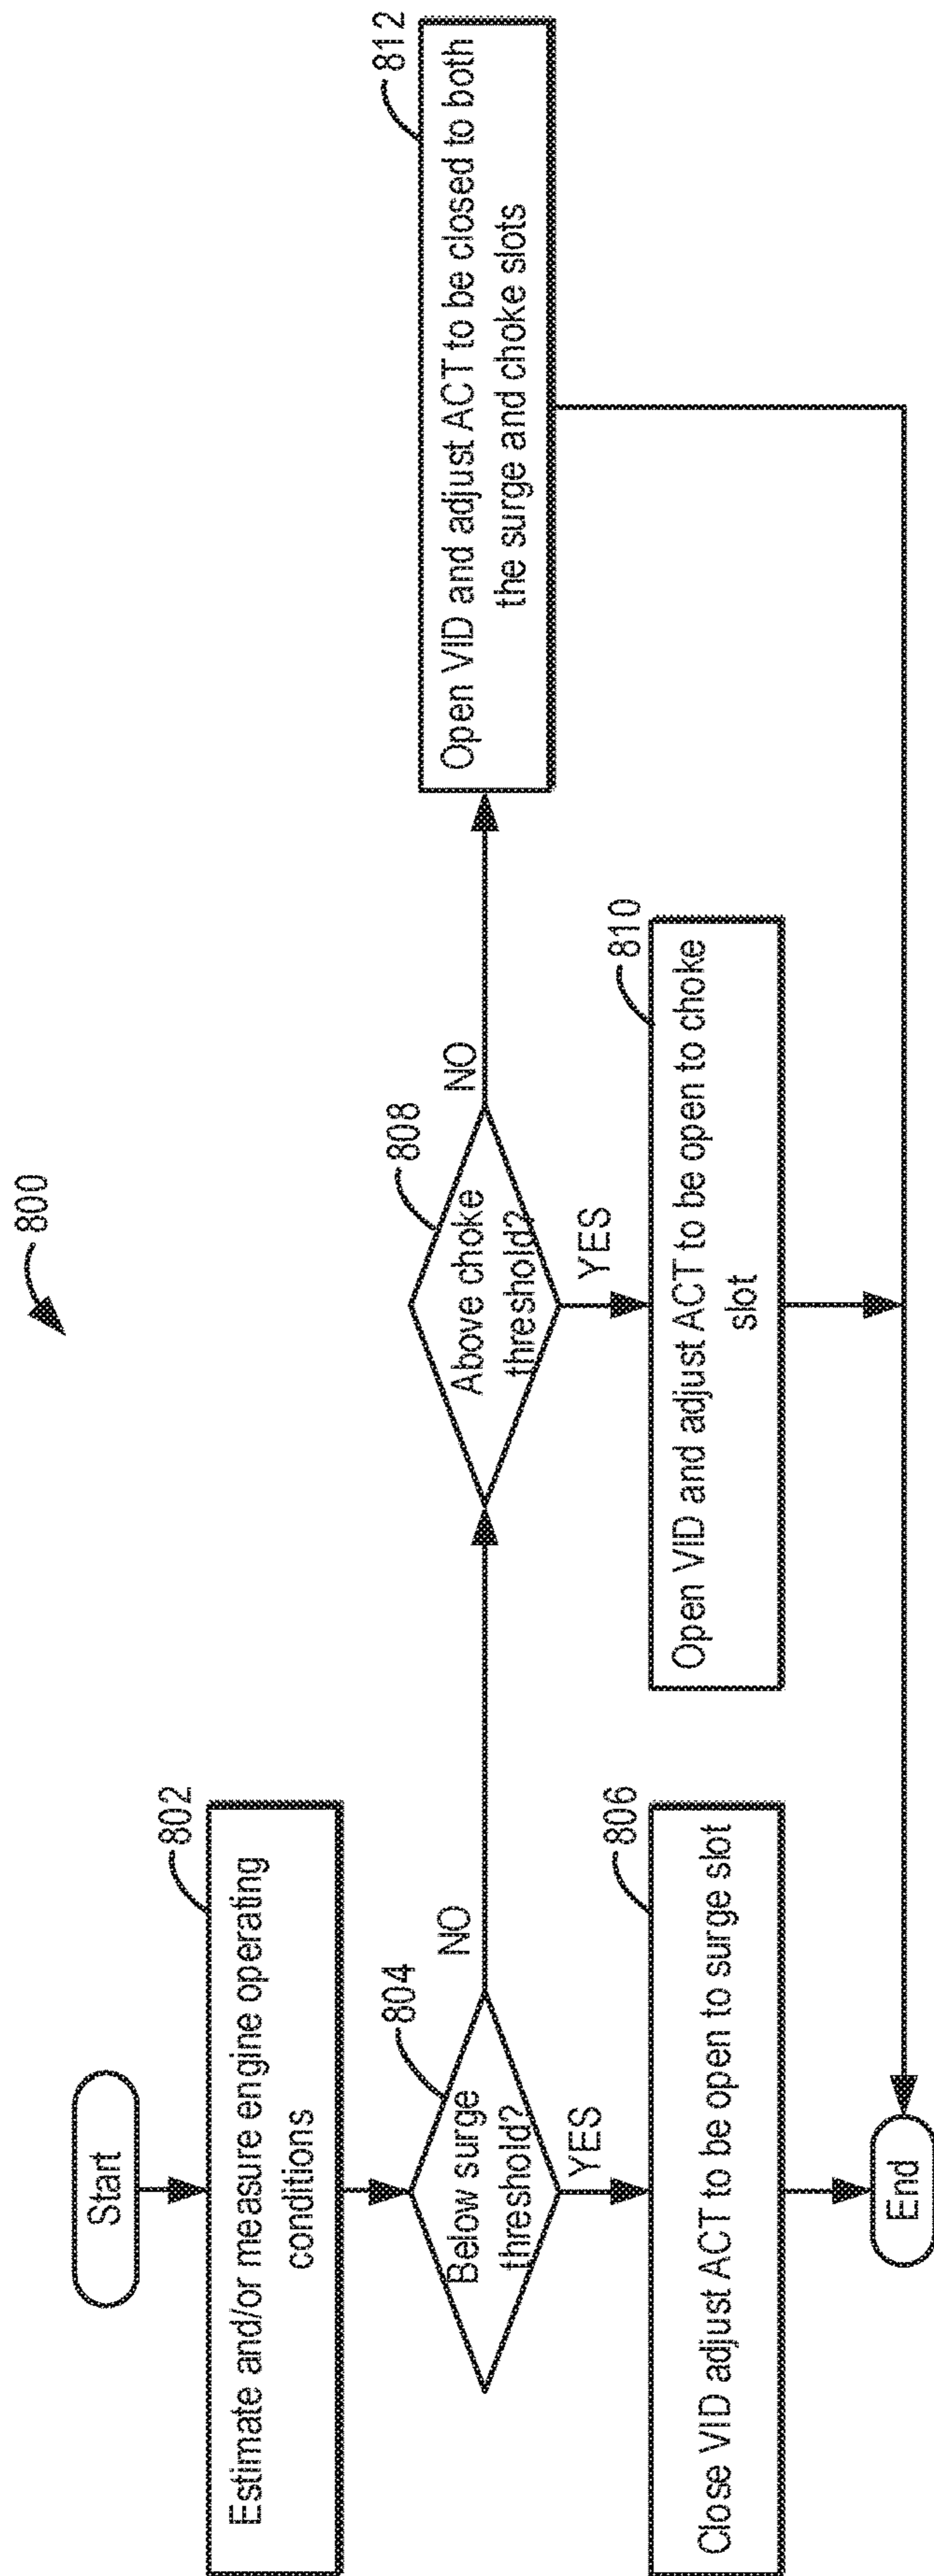 800
Start
802
Estimate and/or measure engine operating
conditions
804
Below surge
threshold?
NO
YES
806
Close VID adjust ACT to be open to surge slot
808
Above choke
threshold?
NO
YES
810
Open VID and adjust ACT to be open to choke
slot
812
Open VID and adjust ACT to be closed to both
the surge and choke slots
End